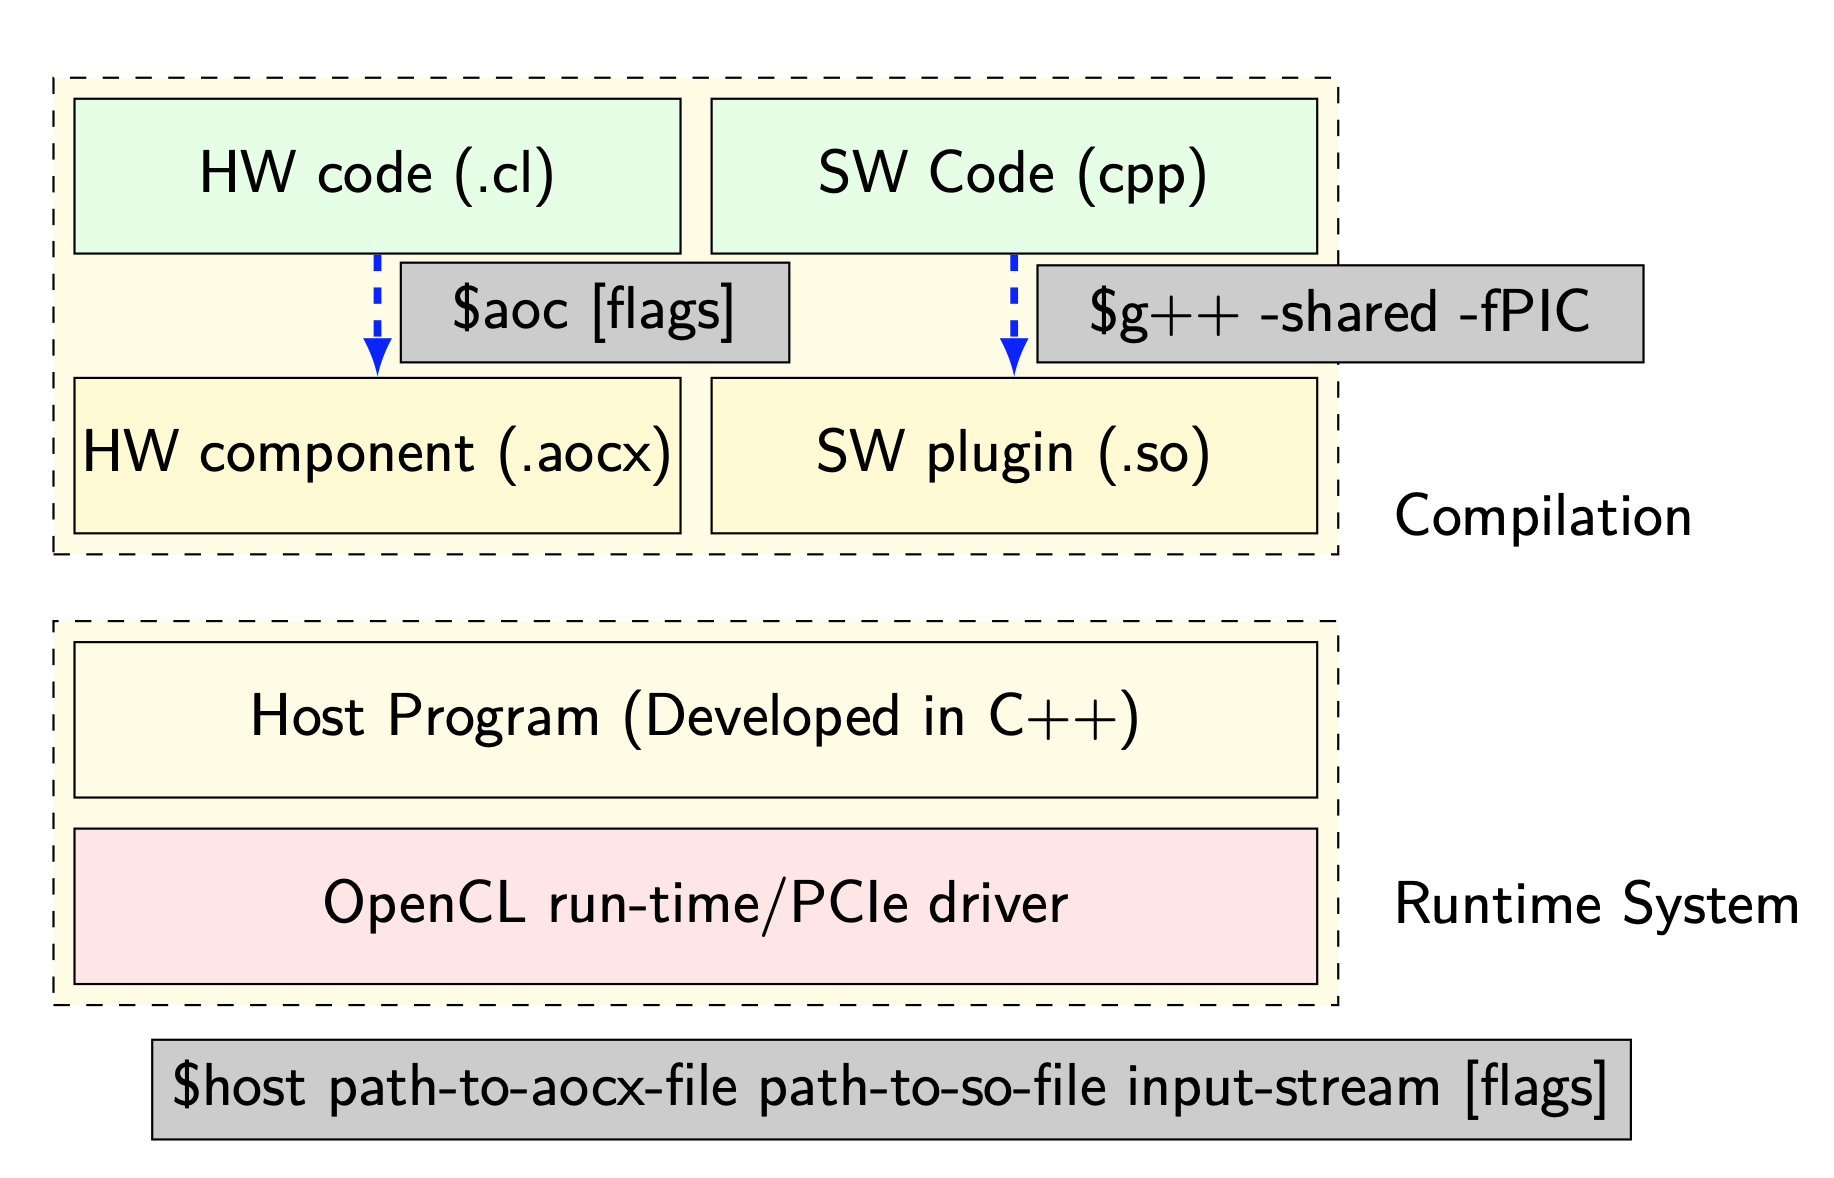 HW code (.cl)
SW Code (cpp)
$aoc [flags]
$g++ -shared -fPIC
HW component (.aocx)
SW plugin (.so)
Compilation
Host Program (Developed in C++)
OpenCL run-time/PCIe driver
Runtime System
$host path-to-aocx-file path-to-so-file input-stream [flags]